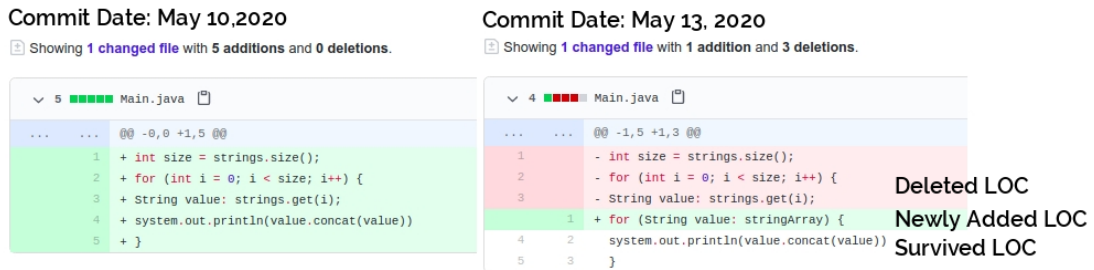 Commit Date: May 10,2020
Showing 1 changed file with 5 additions and 0 deletions.
5 Main.java
... ... @@ -0,0 +1,5 @@
1 + int size = strings.size();
2 + for (int i = 0; i < size; i++) {
3 + String value: strings.get(i);
4 + system.out.println(value.concat(value))
5 + }
Commit Date: May 13, 2020
Showing 1 changed file with 1 addition and 3 deletions.
4 Main.java
... ... @@ -1,5 +1,3 @@
1 - int size = strings.size();
2 - for (int i = 0; i < size; i++) {
3 - String value: strings.get(i);
1 + for (String value: stringArray) {
4 2 system.out.println(value.concat(value))
5 3 }
Deleted LOC
Newly Added LOC
Survived LOC